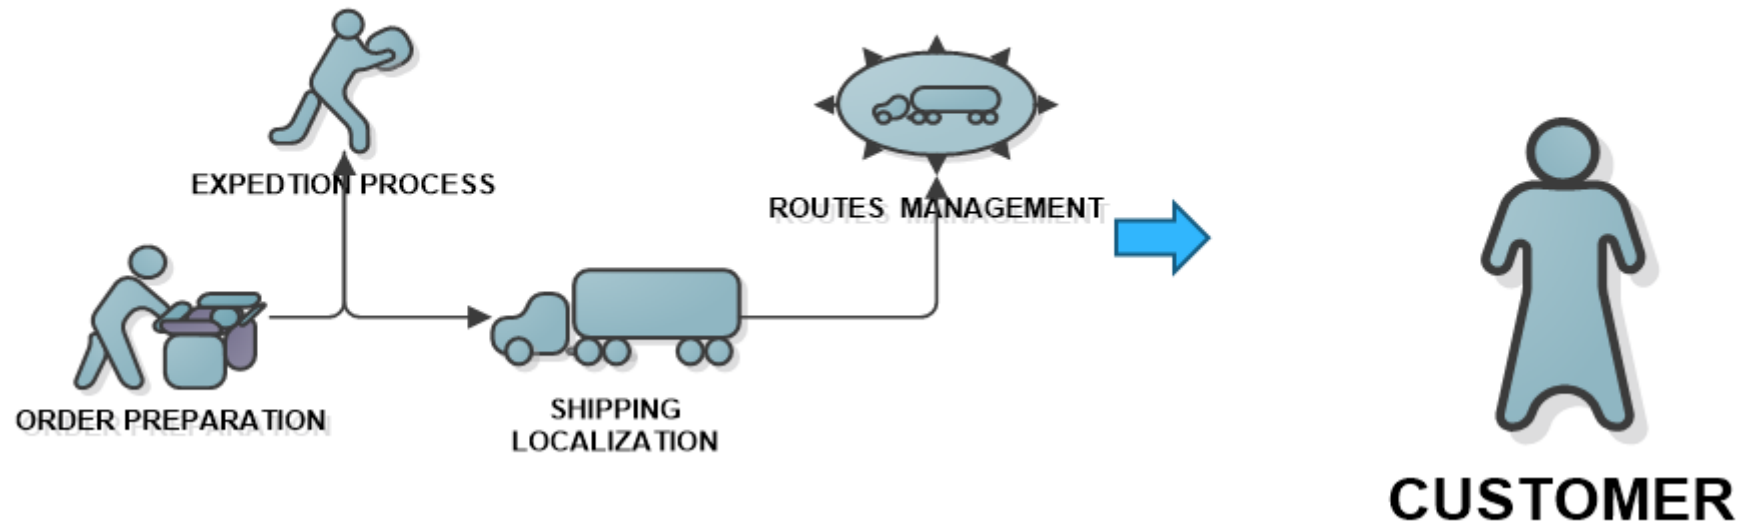 EXPEDTION PROCESS
ROUTES MANAGEMENT
ORDER PREPARATION
SHIPPING
LOCALIZATION
CUSTOMER